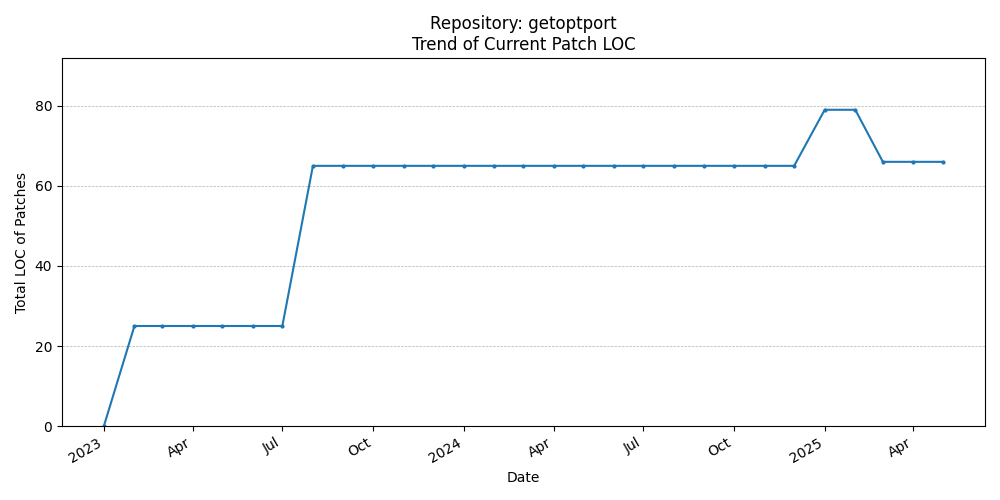 Repository: getoptport
Trend of Current Patch LOC
Total LOC of Patches
80
60
40
20
0
2023
Apr
Jul
Oct
2024
Apr
Jul
Oct
2025
Apr
Date